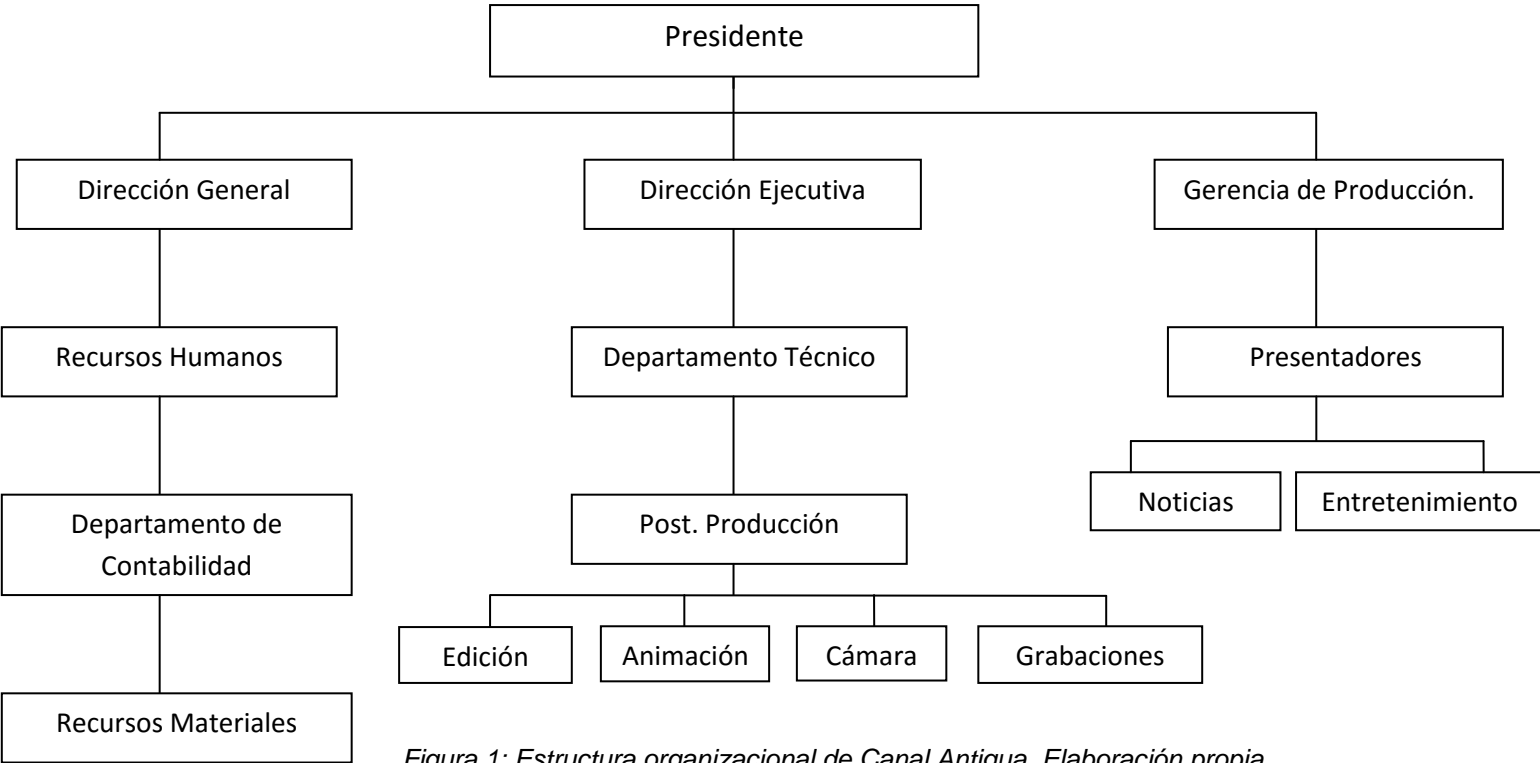 Presidente
Dirección General
Dirección Ejecutiva
Gerencia de Producción.
Recursos Humanos
Departamento Técnico
Presentadores
Noticias
Entretenimiento
Departamento de
Contabilidad
Post. Producción
Edición
Animación
Cámara
Grabaciones
Recursos Materiales
Figura 1: Estructura organizacional de Canal Antigua. Elaboración propia